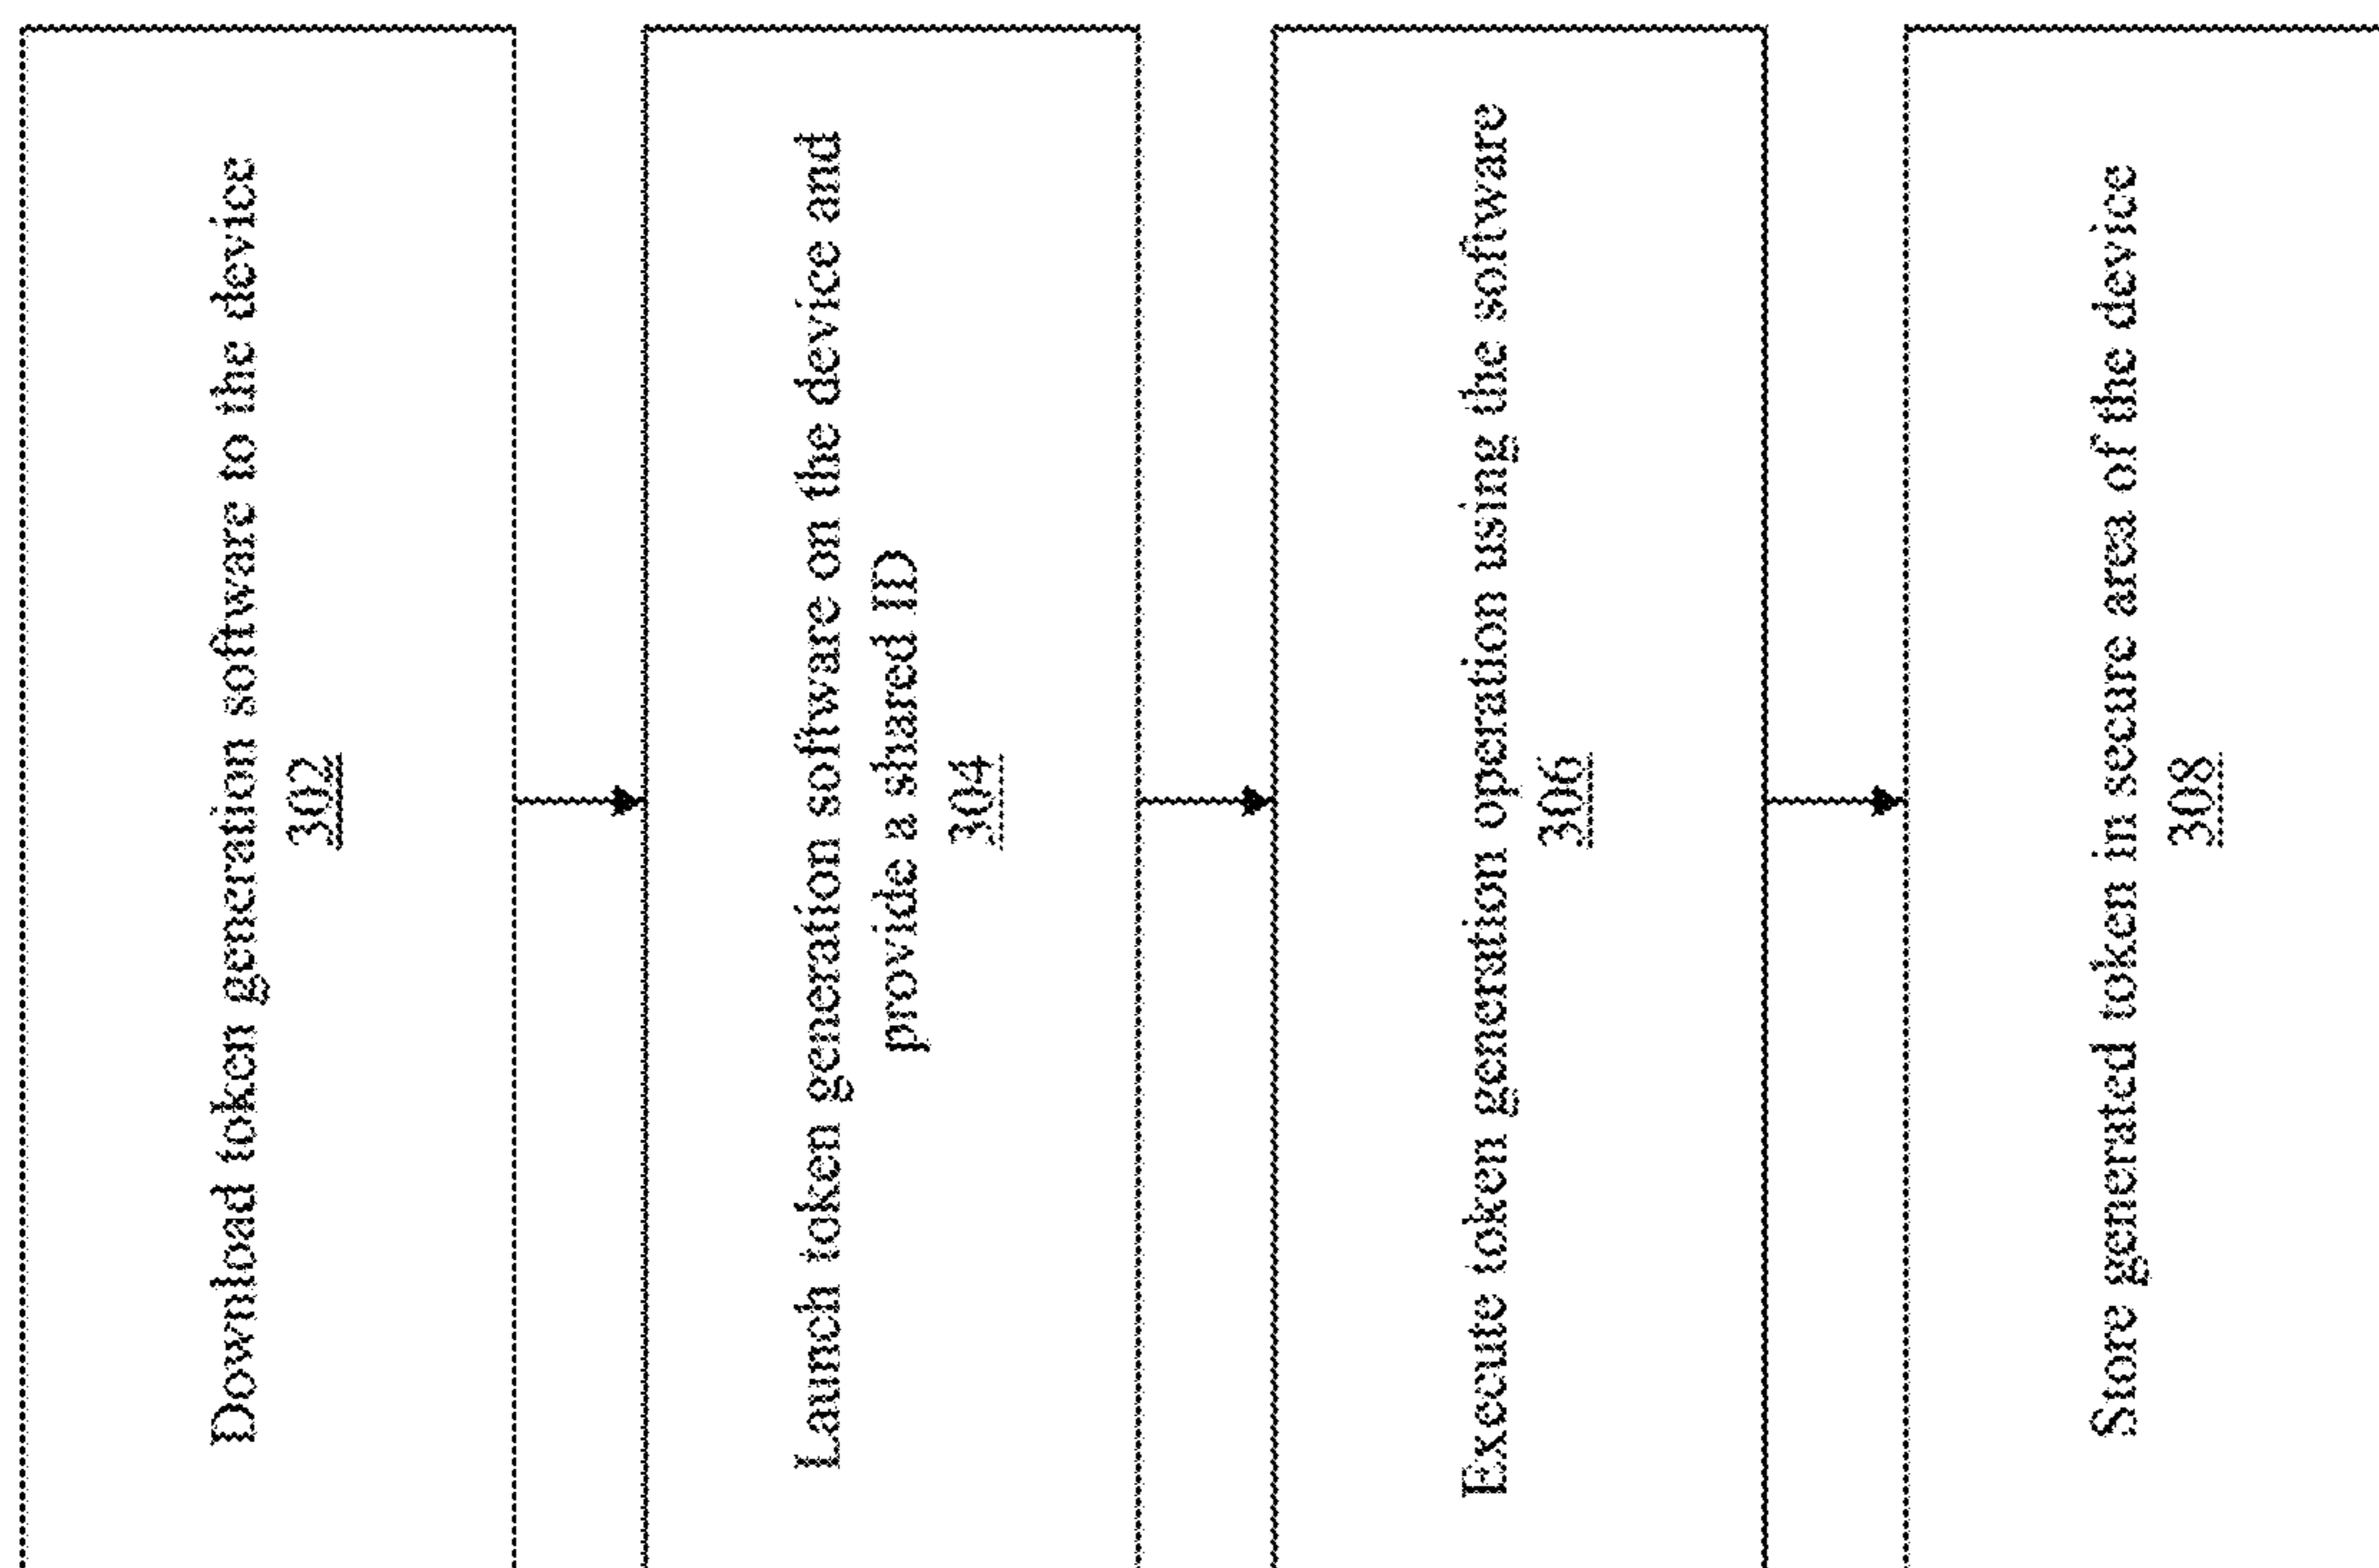 Download token generation software to the device
302
Launch token generation software on the device and
provide a shared ID
304
Execute token generation operation using the software
306
Store generated token in secure area of the device
308